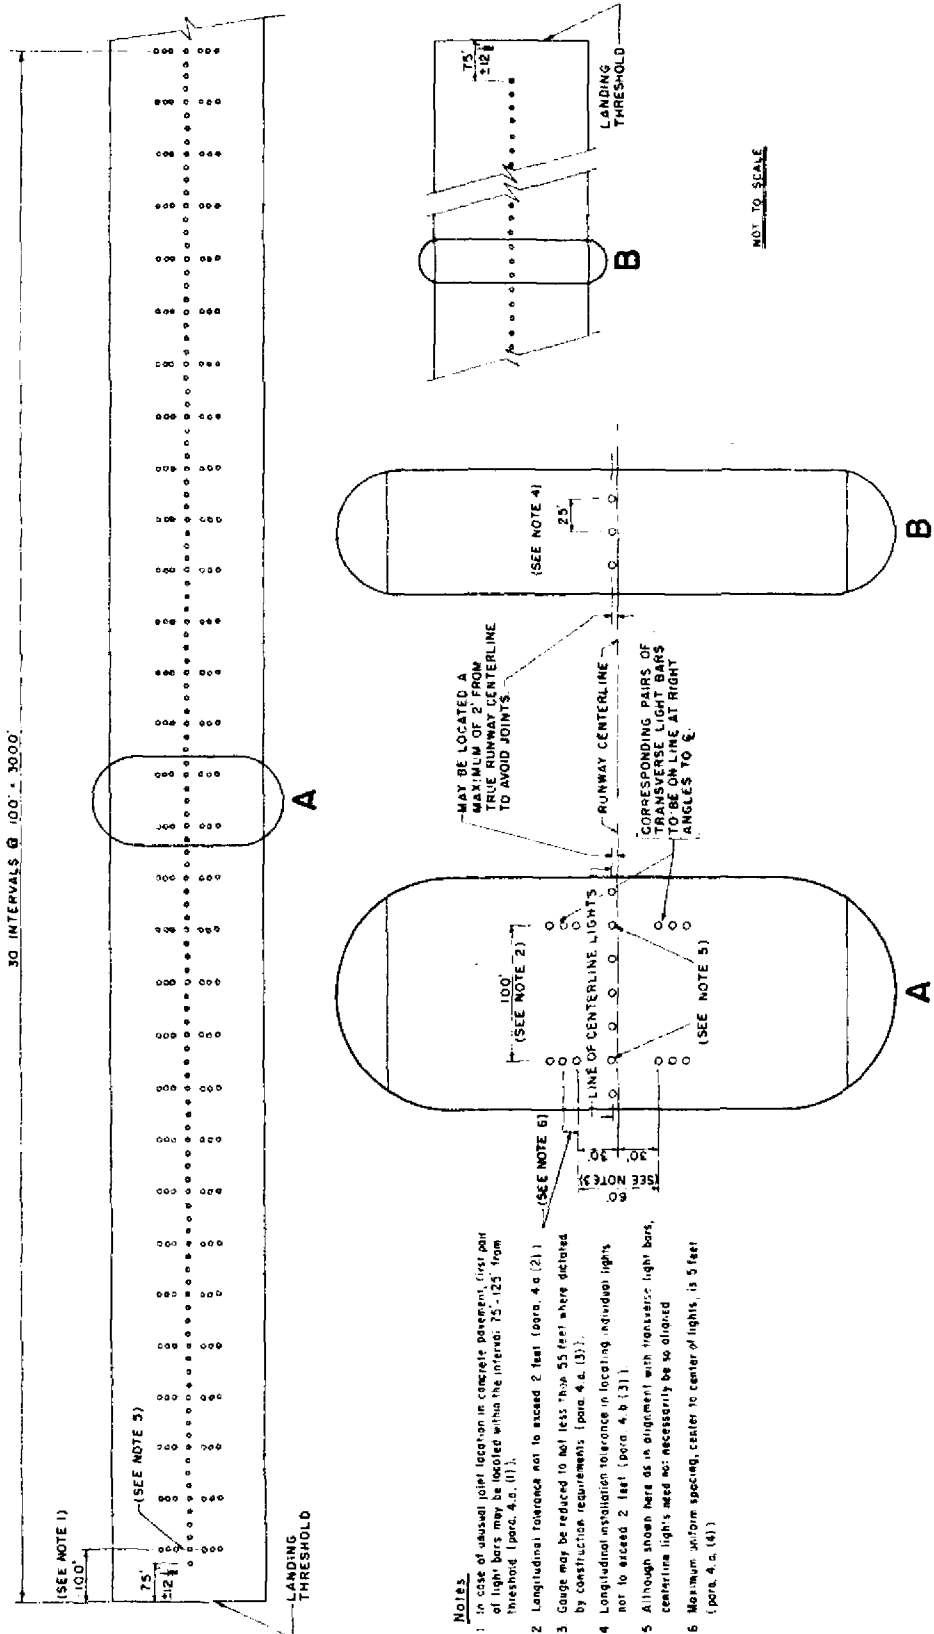 30 INTERVALS @ 100' = 3000'
(SEE NOTE 1)
100'
75'
±12 1/2
(SEE NOTE 5)
LANDING
THRESHOLD
A
75'
±12 1/2
LANDING
THRESHOLD
B
NOT TO SCALE
100'
(SEE NOTE 2)
LINE OF CENTERLINE LIGHTS
(SEE NOTE 5)
(SEE NOTE 6)
30'
30'
60'
(SEE NOTE 3)
A
MAY BE LOCATED A
MAXIMUM OF 2' FROM
TRUE RUNWAY CENTERLINE
TO AVOID JOINTS.
RUNWAY CENTERLINE
CORRESPONDING PAIRS OF
TRANSVERSE LIGHT BARS
TO BE ON LINE AT RIGHT
ANGLES TO ℄.
(SEE NOTE 4)
25'
B
Notes
1 In case of unusual joint location in concrete pavement, first pair
of light bars may be located within the interval 75'-125' from
threshold (para. 4.a. (1)).
2 Longitudinal tolerance not to exceed 2 feet (para. 4.a (2))
3 Gauge may be reduced to not less than 55 feet where dictated
by construction requirements (para. 4.a. (3)).
4 Longitudinal installation tolerance in locating individual lights
not to exceed 2 feet (para. 4.b (3)).
5 Although shown here as in alignment with transverse light bars,
centerline lights need not necessarily be so aligned
6 Maximum uniform spacing, center to center of lights, is 5 feet
(para. 4.a. (4))